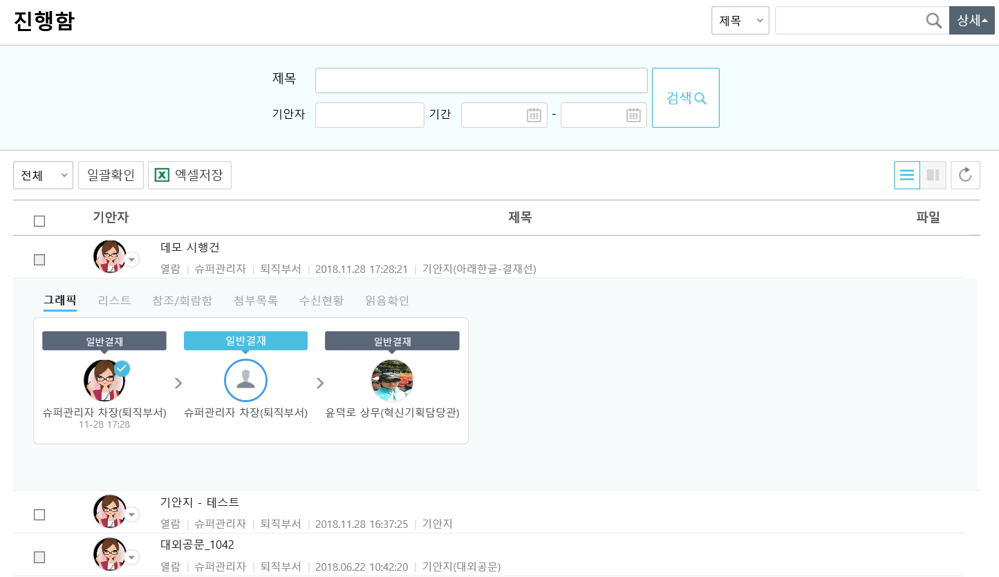 진행함
제목
상세
제목
검색
기안자 기간 -
전체 일괄확인 엑셀저장
기안자 제목 파일
데모 시행건
열람 | 슈퍼관리자 | 퇴직부서 | 2018.11.28 17:28:21 | 기안지(아래한글-결재선)
그래픽 리스트 참조/회람함 첨부목록 수신현황 읽음확인
일반결재 일반결재 일반결재
슈퍼관리자 차장(퇴직부서) 슈퍼관리자 차장(퇴직부서) 윤덕로 상무(혁신기획담당관)
11-28 17:28
기안지 - 테스트
열람 | 슈퍼관리자 | 퇴직부서 | 2018.11.28 16:37:25 | 기안지
대외공문_1042
열람 | 슈퍼관리자 | 퇴직부서 | 2018.06.22 10:42:20 | 기안지(대외공문)